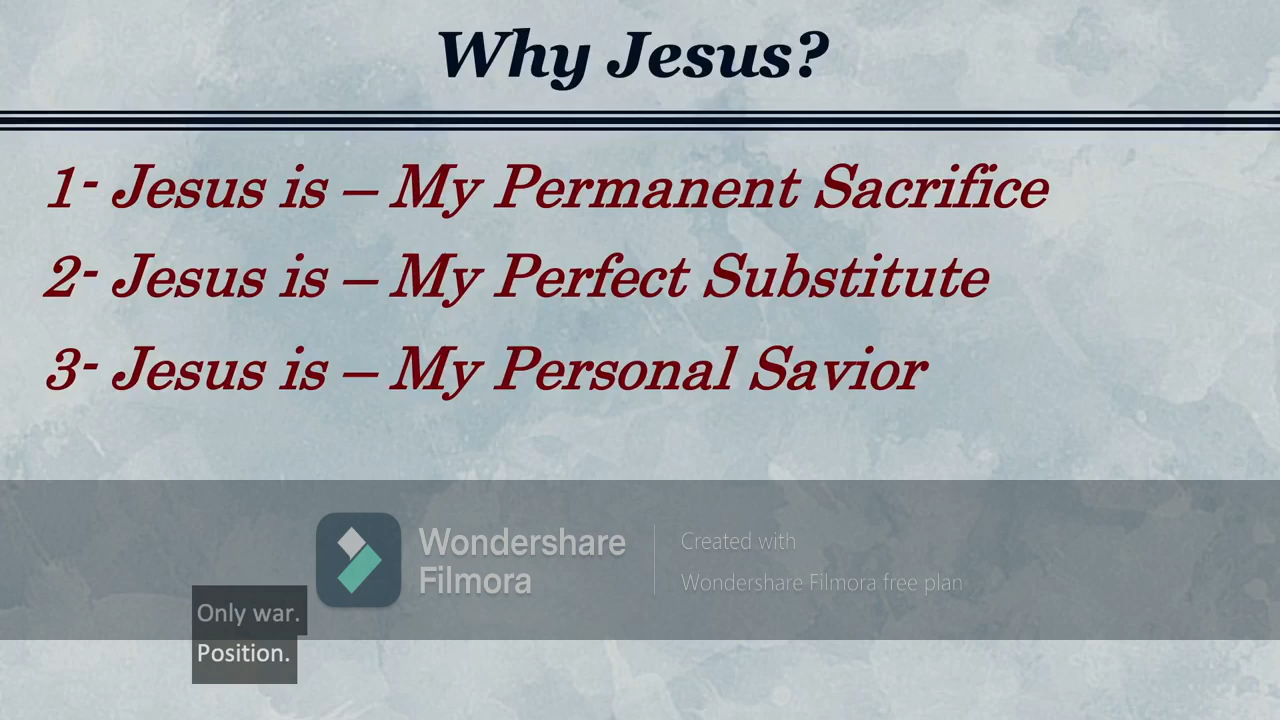 Why Jesus?
1- Jesus is – My Permanent Sacrifice
2- Jesus is – My Perfect Substitute
3- Jesus is – My Personal Savior
Wondershare
Filmora
Created with
Wondershare Filmora free plan
Only war.
Position.